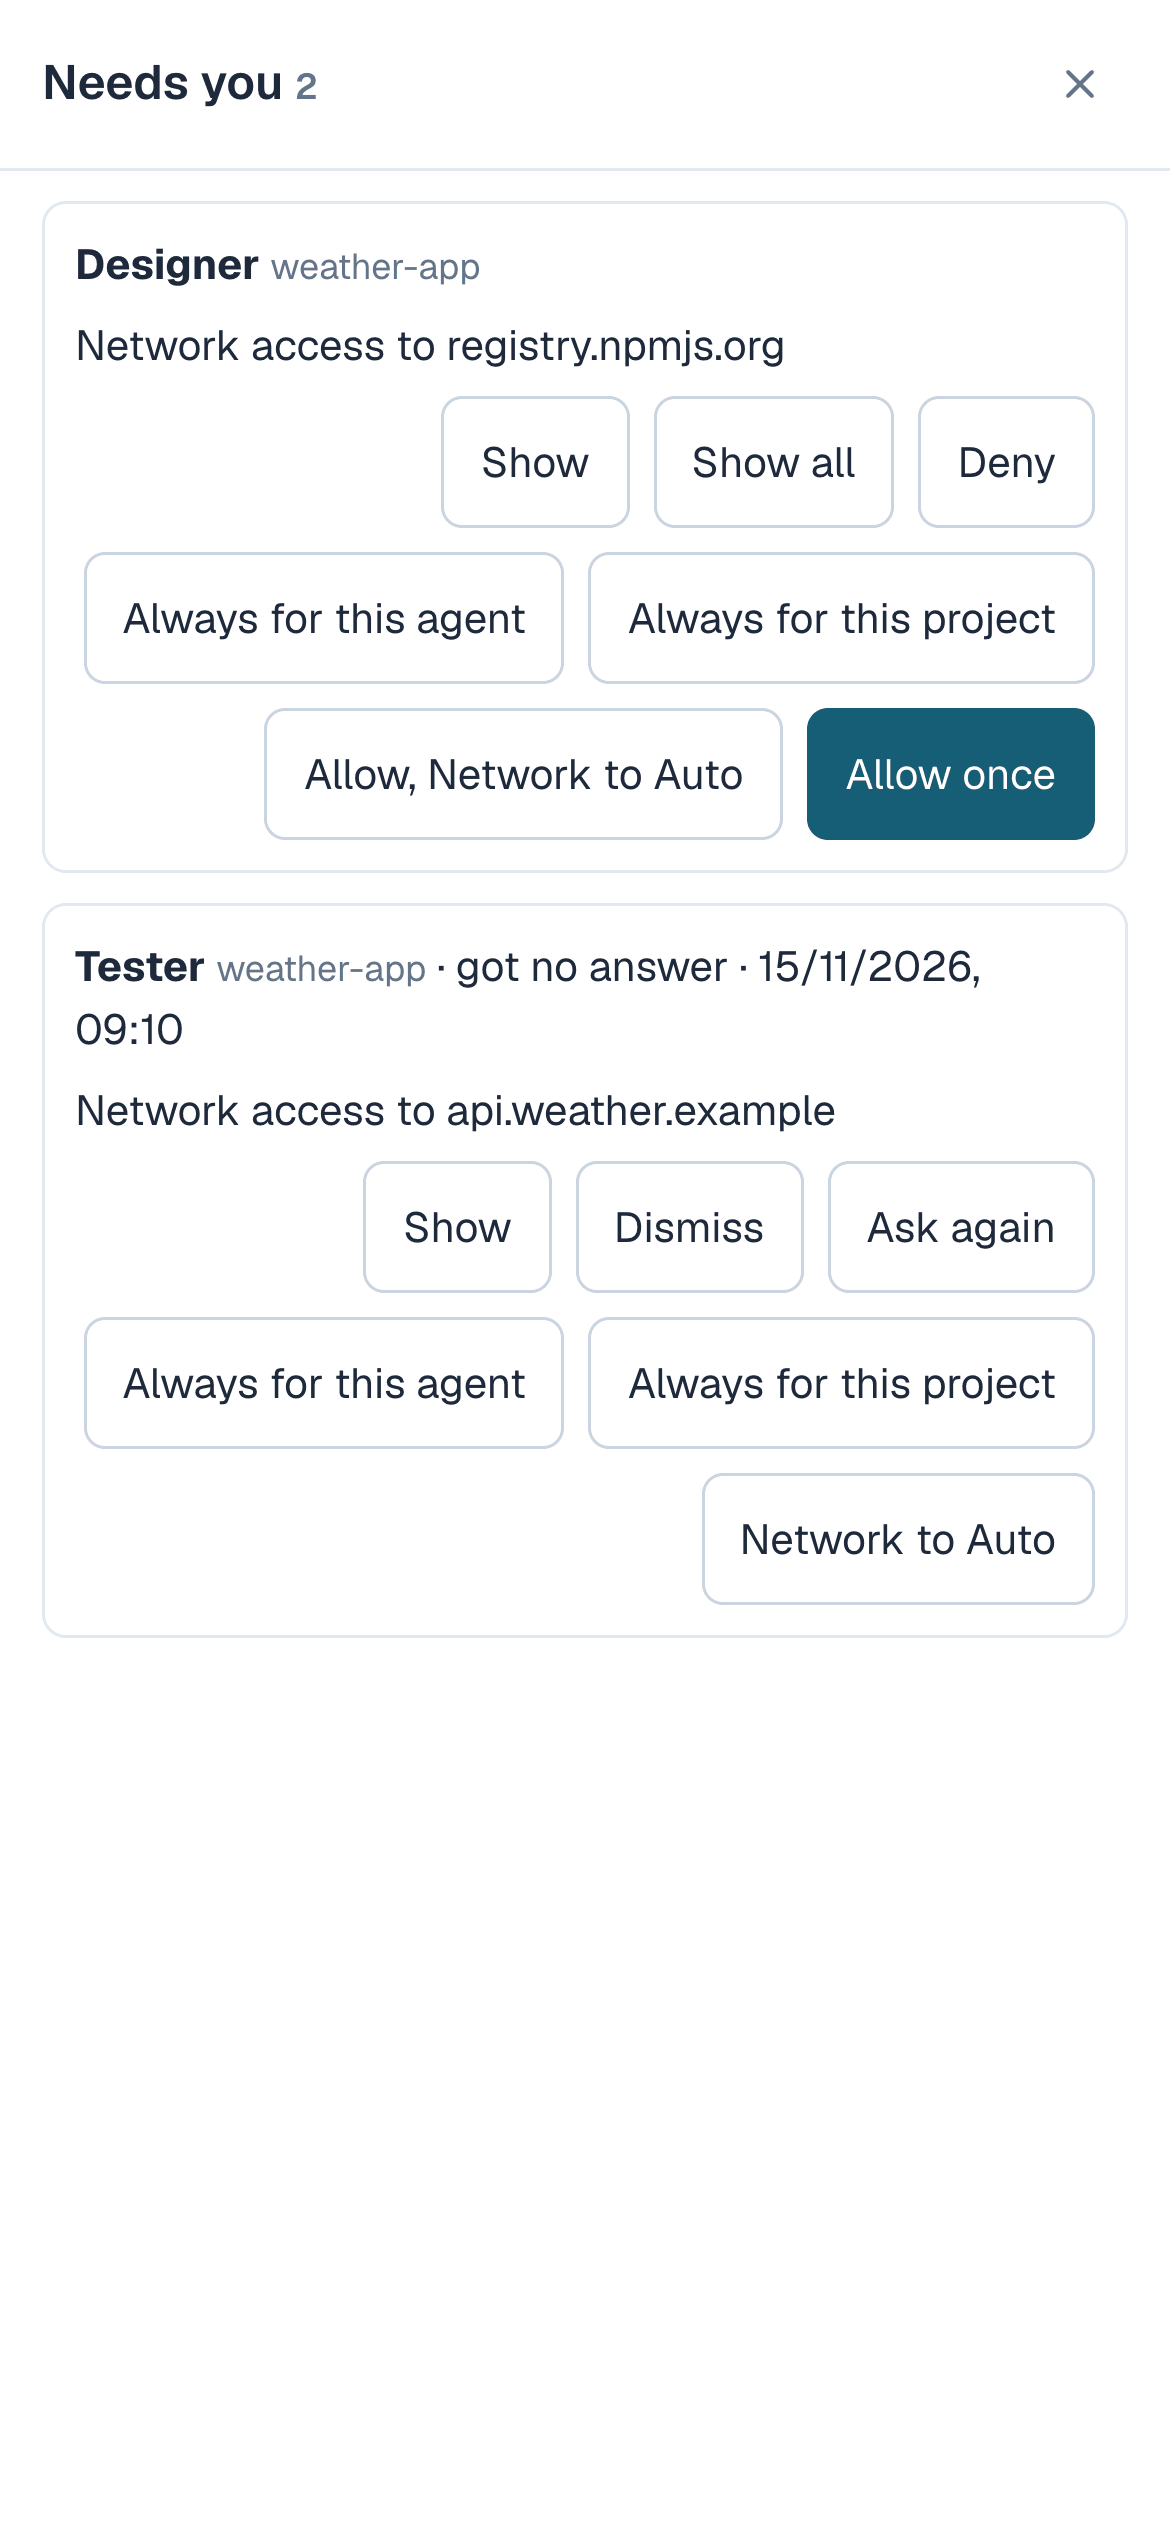 Needs you 2
Designer weather-app
Network access to registry.npmjs.org
Show Show all Deny
Always for this agent Always for this project
Allow, Network to Auto Allow once
Tester weather-app · got no answer · 15/11/2026,
09:10
Network access to api.weather.example
Show Dismiss Ask again
Always for this agent Always for this project
Network to Auto